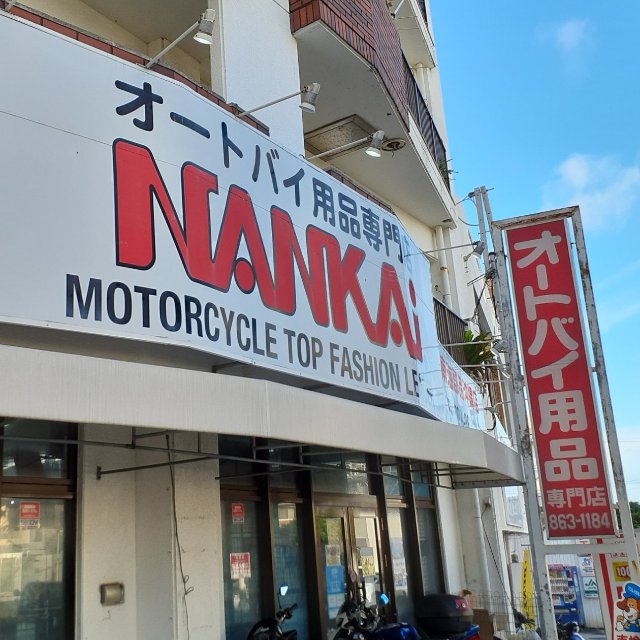 オートバイ用品専門
NANKAi
MOTORCYCLE TOP FASHION LE
オートバイ用品
専門店
863-1184